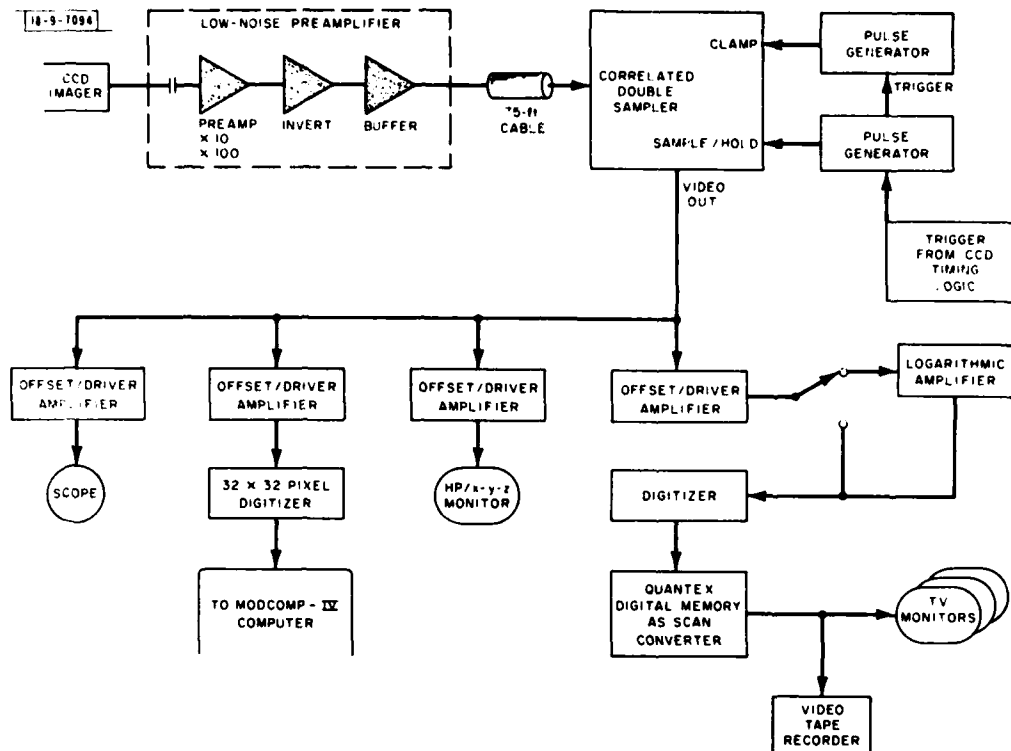 18-9-7094
LOW-NOISE PREAMPLIFIER
CCD
IMAGER
PREAMP
× 10
× 100
INVERT
BUFFER
75-ft
CABLE
CORRELATED
DOUBLE
SAMPLER
CLAMP
SAMPLE/HOLD
VIDEO
OUT
PULSE
GENERATOR
TRIGGER
PULSE
GENERATOR
TRIGGER
FROM CCD
TIMING
LOGIC
OFFSET/DRIVER
AMPLIFIER
OFFSET/DRIVER
AMPLIFIER
OFFSET/DRIVER
AMPLIFIER
OFFSET/DRIVER
AMPLIFIER
LOGARITHMIC
AMPLIFIER
SCOPE
32 × 32 PIXEL
DIGITIZER
HP/x-y-z
MONITOR
DIGITIZER
TO MODCOMP - IV
COMPUTER
QUANTEX
DIGITAL MEMORY
AS SCAN
CONVERTER
TV
MONITORS
VIDEO
TAPE
RECORDER